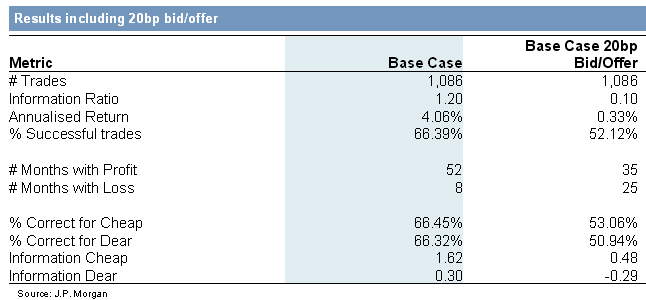 Results including 20bp bid/offer
Base Case 20bp
Metric Base Case Bid/Offer
# Trades 1,086 1,086
Information Ratio 1.20 0.10
Annualised Return 4.06% 0.33%
% Successful trades 66.39% 52.12%
# Months with Profit 52 35
# Months with Loss 8 25
% Correct for Cheap 66.45% 53.06%
% Correct for Dear 66.32% 50.94%
Information Cheap 1.62 0.48
Information Dear 0.30 -0.29
Source: J.P. Morgan